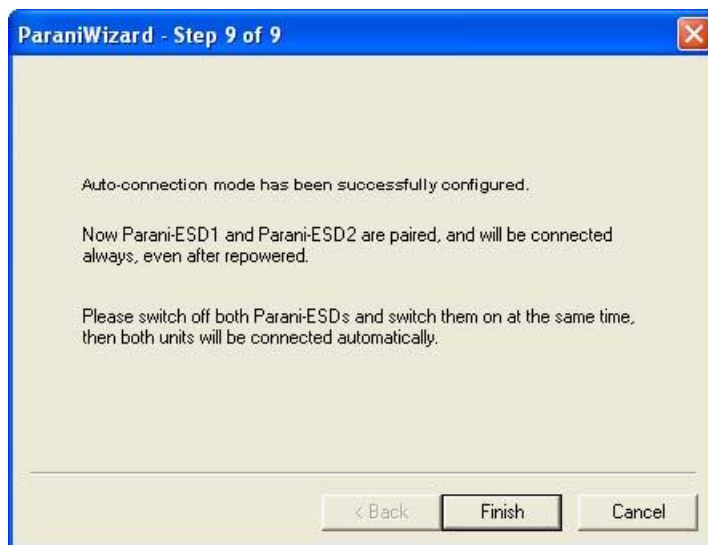 ParaniWizard - Step 9 of 9
Auto-connection mode has been successfully configured.
Now Parani-ESD1 and Parani-ESD2 are paired, and will be connected
always, even after repowered.
Please switch off both Parani-ESDs and switch them on at the same time,
then both units will be connected automatically.
< Back Finish Cancel